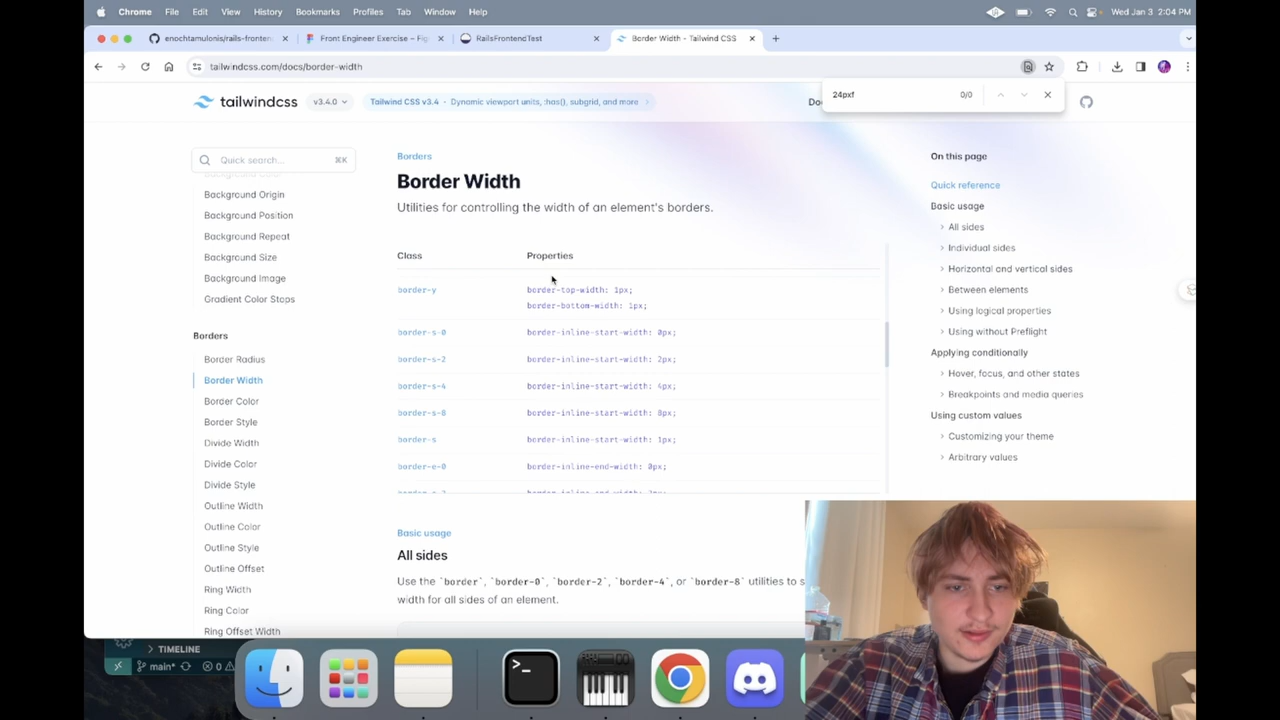 Chrome File Edit View History Bookmarks Profiles Tab Window Help Wed Jan 3 2:04 PM
enochtamulonis/rails-fronten Front Engineer Exercise – Fig RailsFrontendTest Border Width - Tailwind CSS
tailwindcss.com/docs/border-width
24pxf 0/0
tailwindcss v3.4.0 Tailwind CSS v3.4 · Dynamic viewport units, :has(), subgrid, and more
Quick search... ⌘K
Background Origin
Background Position
Background Repeat
Background Size
Background Image
Gradient Color Stops
Borders
Border Radius
Border Width
Border Color
Border Style
Divide Width
Divide Color
Divide Style
Outline Width
Outline Color
Outline Style
Outline Offset
Ring Width
Ring Color
Ring Offset Width
Borders
Border Width
Utilities for controlling the width of an element's borders.
Class Properties
border-y border-top-width: 1px;
border-bottom-width: 1px;
border-s-0 border-inline-start-width: 0px;
border-s-2 border-inline-start-width: 2px;
border-s-4 border-inline-start-width: 4px;
border-s-8 border-inline-start-width: 8px;
border-s border-inline-start-width: 1px;
border-e-0 border-inline-end-width: 0px;
Basic usage
All sides
Use the `border`, `border-0`, `border-2`, `border-4`, or `border-8` utilities to s
width for all sides of an element.
On this page
Quick reference
Basic usage
All sides
Individual sides
Horizontal and vertical sides
Between elements
Using logical properties
Using without Preflight
Applying conditionally
Hover, focus, and other states
Breakpoints and media queries
Using custom values
Customizing your theme
Arbitrary values
TIMELINE
main* 0